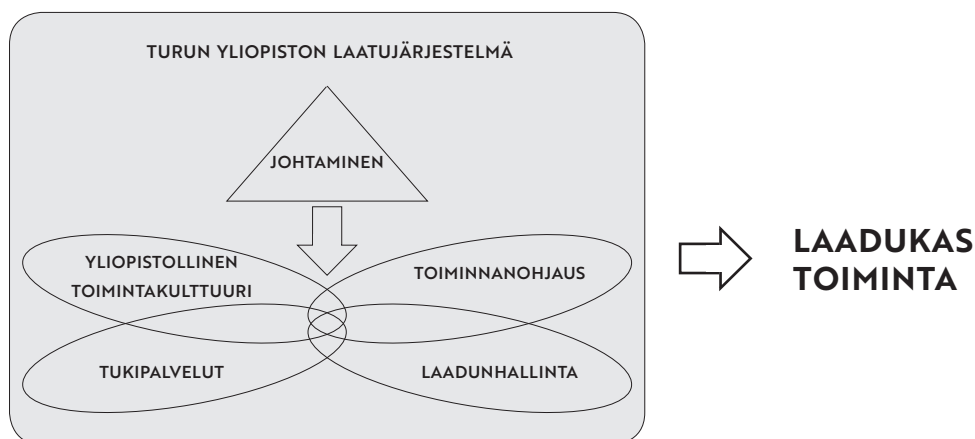 TURUN YLIOPISTON LAATUJÄRJESTELMÄ
JOHTAMINEN
YLIOPISTOLLINEN
TOIMINTAKULTTUURI
TOIMINNANOHJAUS
TUKIPALVELUT
LAADUNHALLINTA
LAADUKAS
TOIMINTA